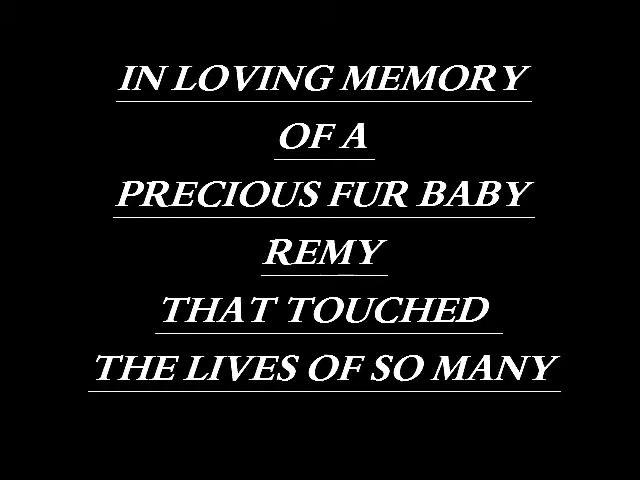 IN LOVING MEMORY
OF A
PRECIOUS FUR BABY
REMY
THAT TOUCHED
THE LIVES OF SO MANY